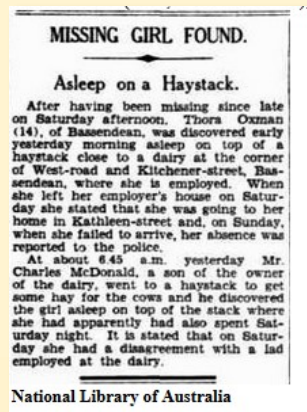 MISSING GIRL FOUND.
Asleep on a Haystack.
After having been missing since late
on Saturday afternoon, Thora Oxman
(14), of Bassendean, was discovered early
yesterday morning asleep on top of a
haystack close to a dairy at the corner
of West-road and Kitchener-street, Bas-
sendean, where she is employed. When
she left her employer's house on Satur-
day she stated that she was going to her
home in Kathleen-street and, on Sunday,
when she failed to arrive, her absence was
reported to the police.
At about 6.45 a.m. yesterday Mr.
Charles McDonald, a son of the owner
of the dairy, went to a haystack to get
some hay for the cows and he discovered
the girl asleep on top of the stack where
she had apparently had also spent Sat-
urday night. It is stated that on Satur-
day she had a disagreement with a lad
employed at the dairy.
National Library of Australia